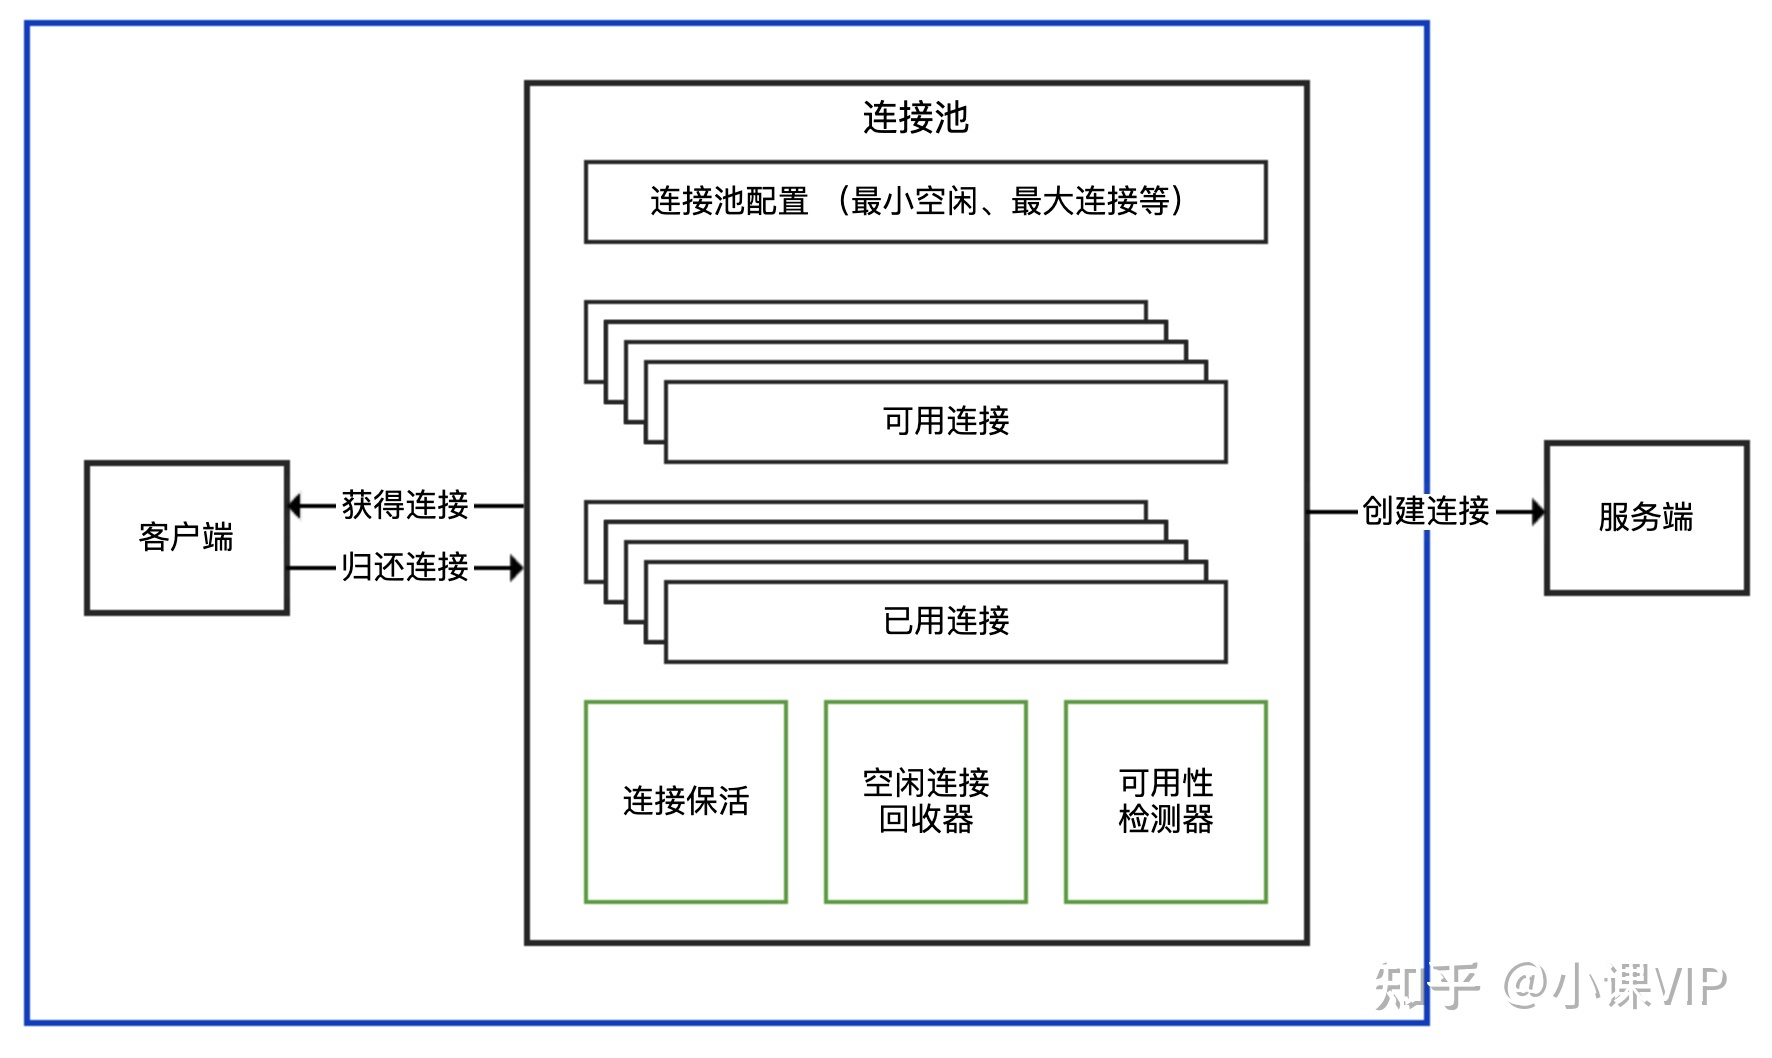 连接池
连接池配置 （最小空闲、最大连接等）
可用连接
获得连接
归还连接
客户端
创建连接
服务端
已用连接
连接保活
空闲连接
回收器
可用性
检测器
知乎 @小课VIP